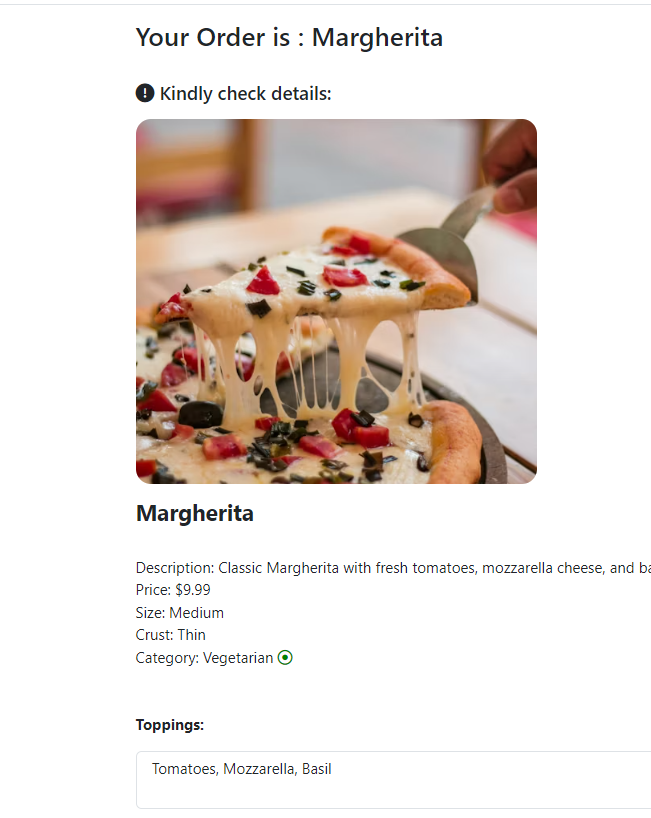 Your Order is : Margherita
Kindly check details:
Margherita
Description: Classic Margherita with fresh tomatoes, mozzarella cheese, and
Price: $9.99
Size: Medium
Crust: Thin
Category: Vegetarian
Toppings:
Tomatoes, Mozzarella, Basil